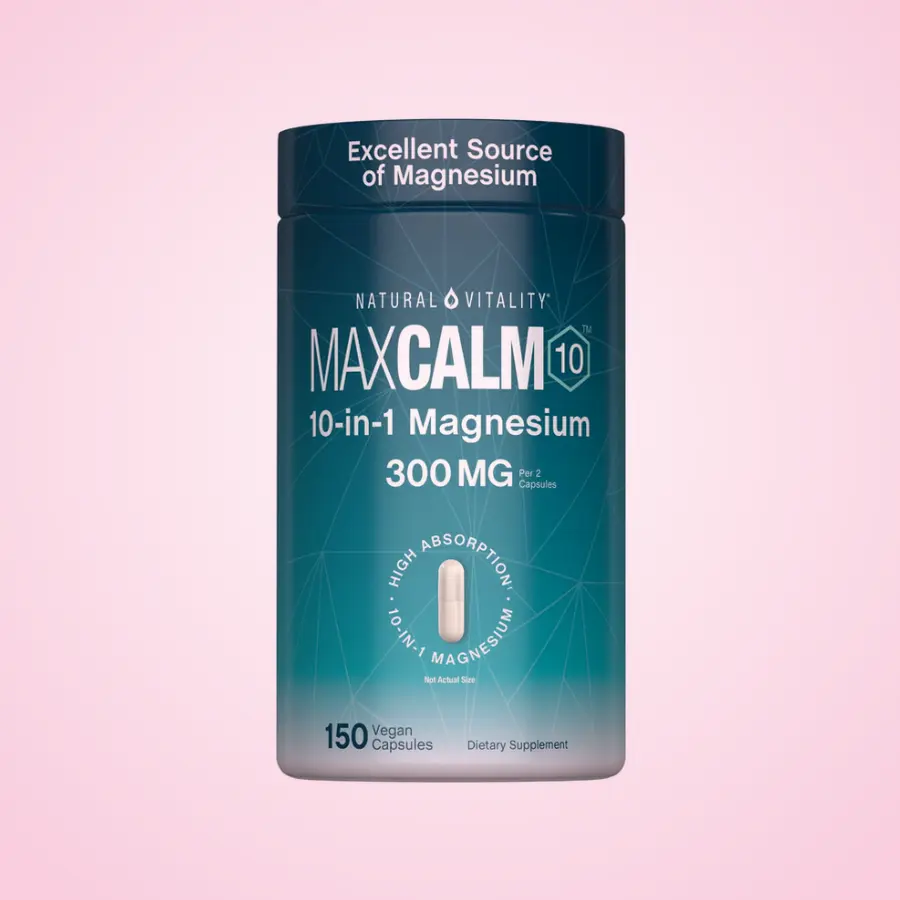 Excellent Source
of Magnesium
NATURAL VITALITY®
MAXCALM 10™
10-in-1 Magnesium
300 MG Per 2
Capsules
HIGH ABSORPTION†
10-IN-1 MAGNESIUM
Not Actual Size
150 Vegan
Capsules
Dietary Supplement